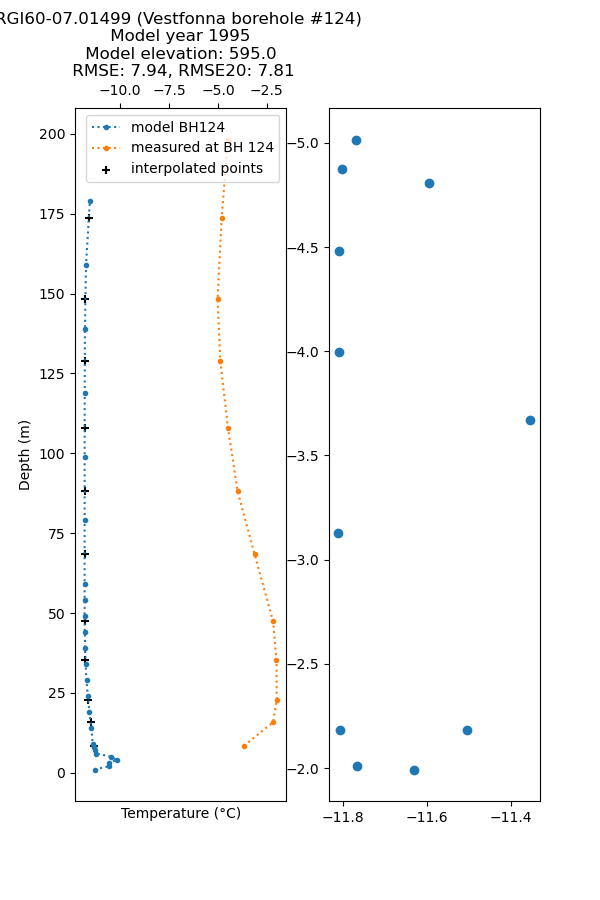 RGI60-07.01499 (Vestfonna borehole #124)
Model year 1995
Model elevation: 595.0
RMSE: 7.94, RMSE20: 7.81
−10.0 −7.5 −5.0 −2.5
model BH124
measured at BH 124
interpolated points
200
175
150
125
100
75
50
25
0
Depth (m)
Temperature (°C)
−5.0
−4.5
−4.0
−3.5
−3.0
−2.5
−2.0
−11.8 −11.6 −11.4